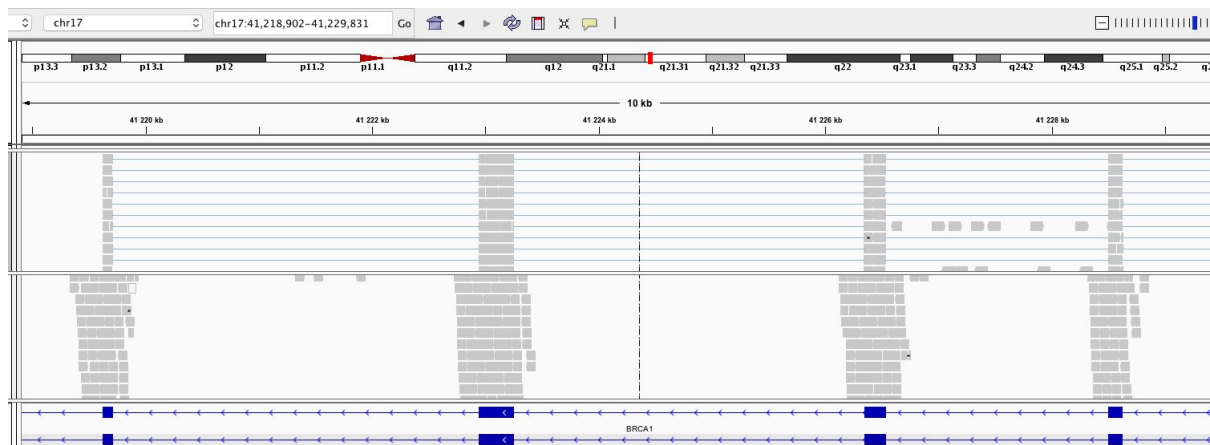 chr17 chr17:41,218,902-41,229,831 Go
p13.3 p13.2 p13.1 p12 p11.2 p11.1 q11.2 q12 q21.1 q21.31 q21.32 q21.33 q22 q23.1 q23.3 q24.2 q24.3 q25.1 q25.2
10 kb
41 220 kb 41 222 kb 41 224 kb 41 226 kb 41 228 kb
BRCA1